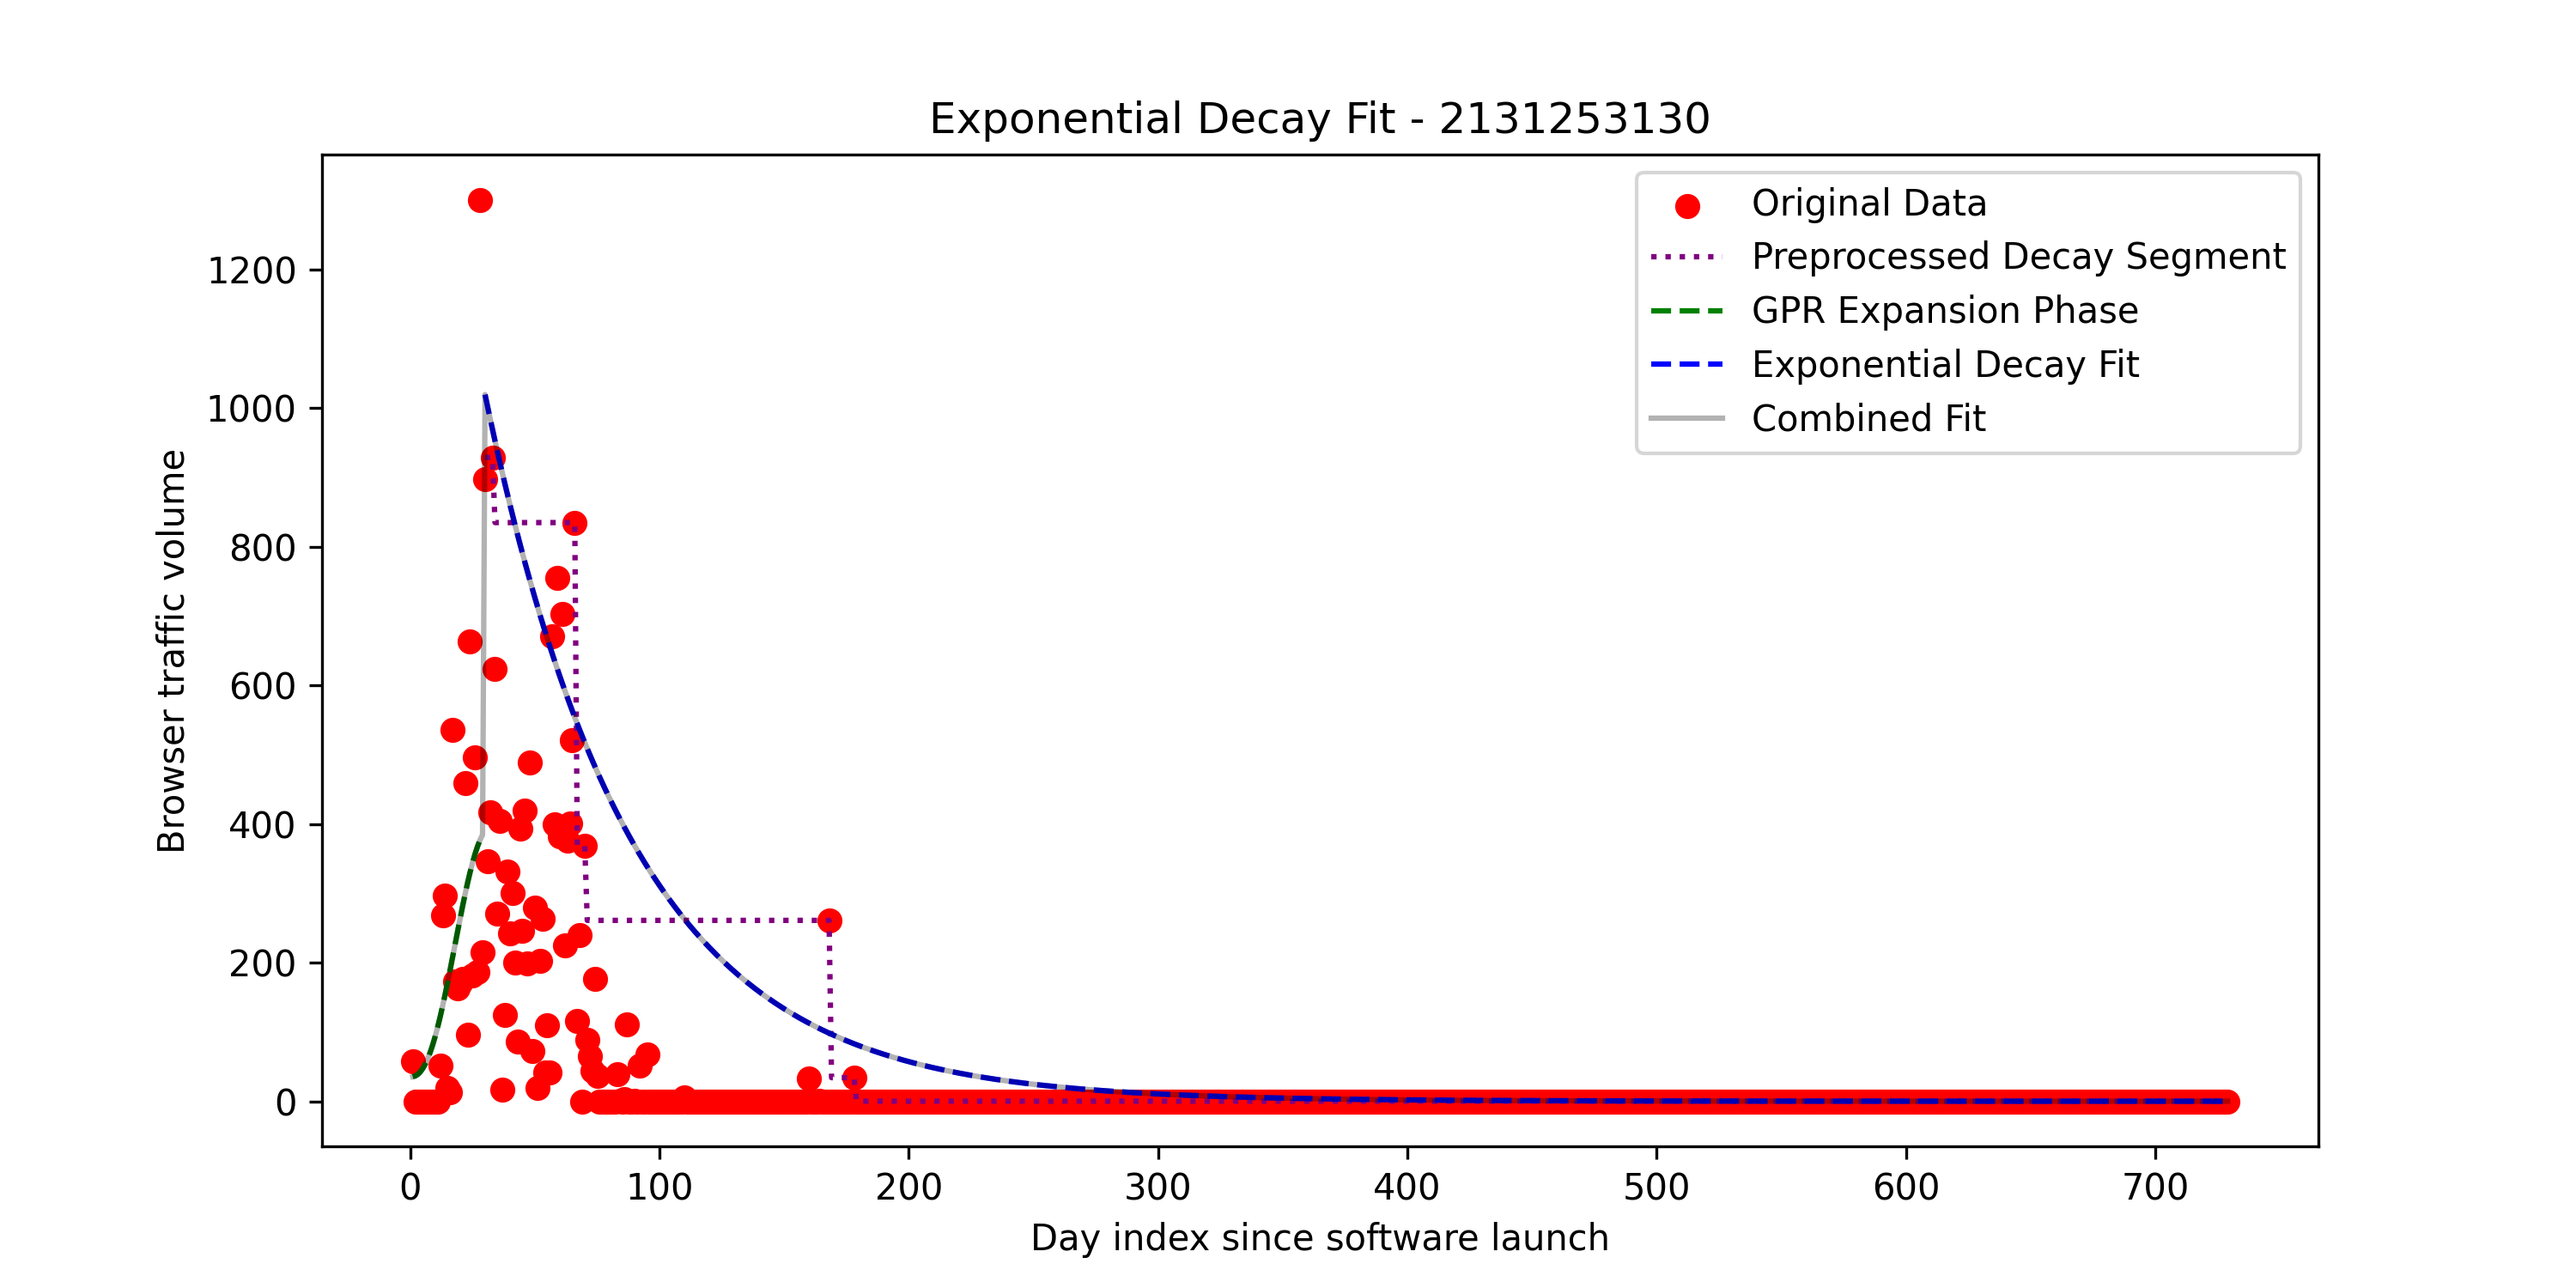 Exponential Decay Fit - 2131253130
Original Data
Preprocessed Decay Segment
GPR Expansion Phase
Exponential Decay Fit
Combined Fit
Browser traffic volume
1200
1000
800
600
400
200
0
0 100 200 300 400 500 600 700
Day index since software launch